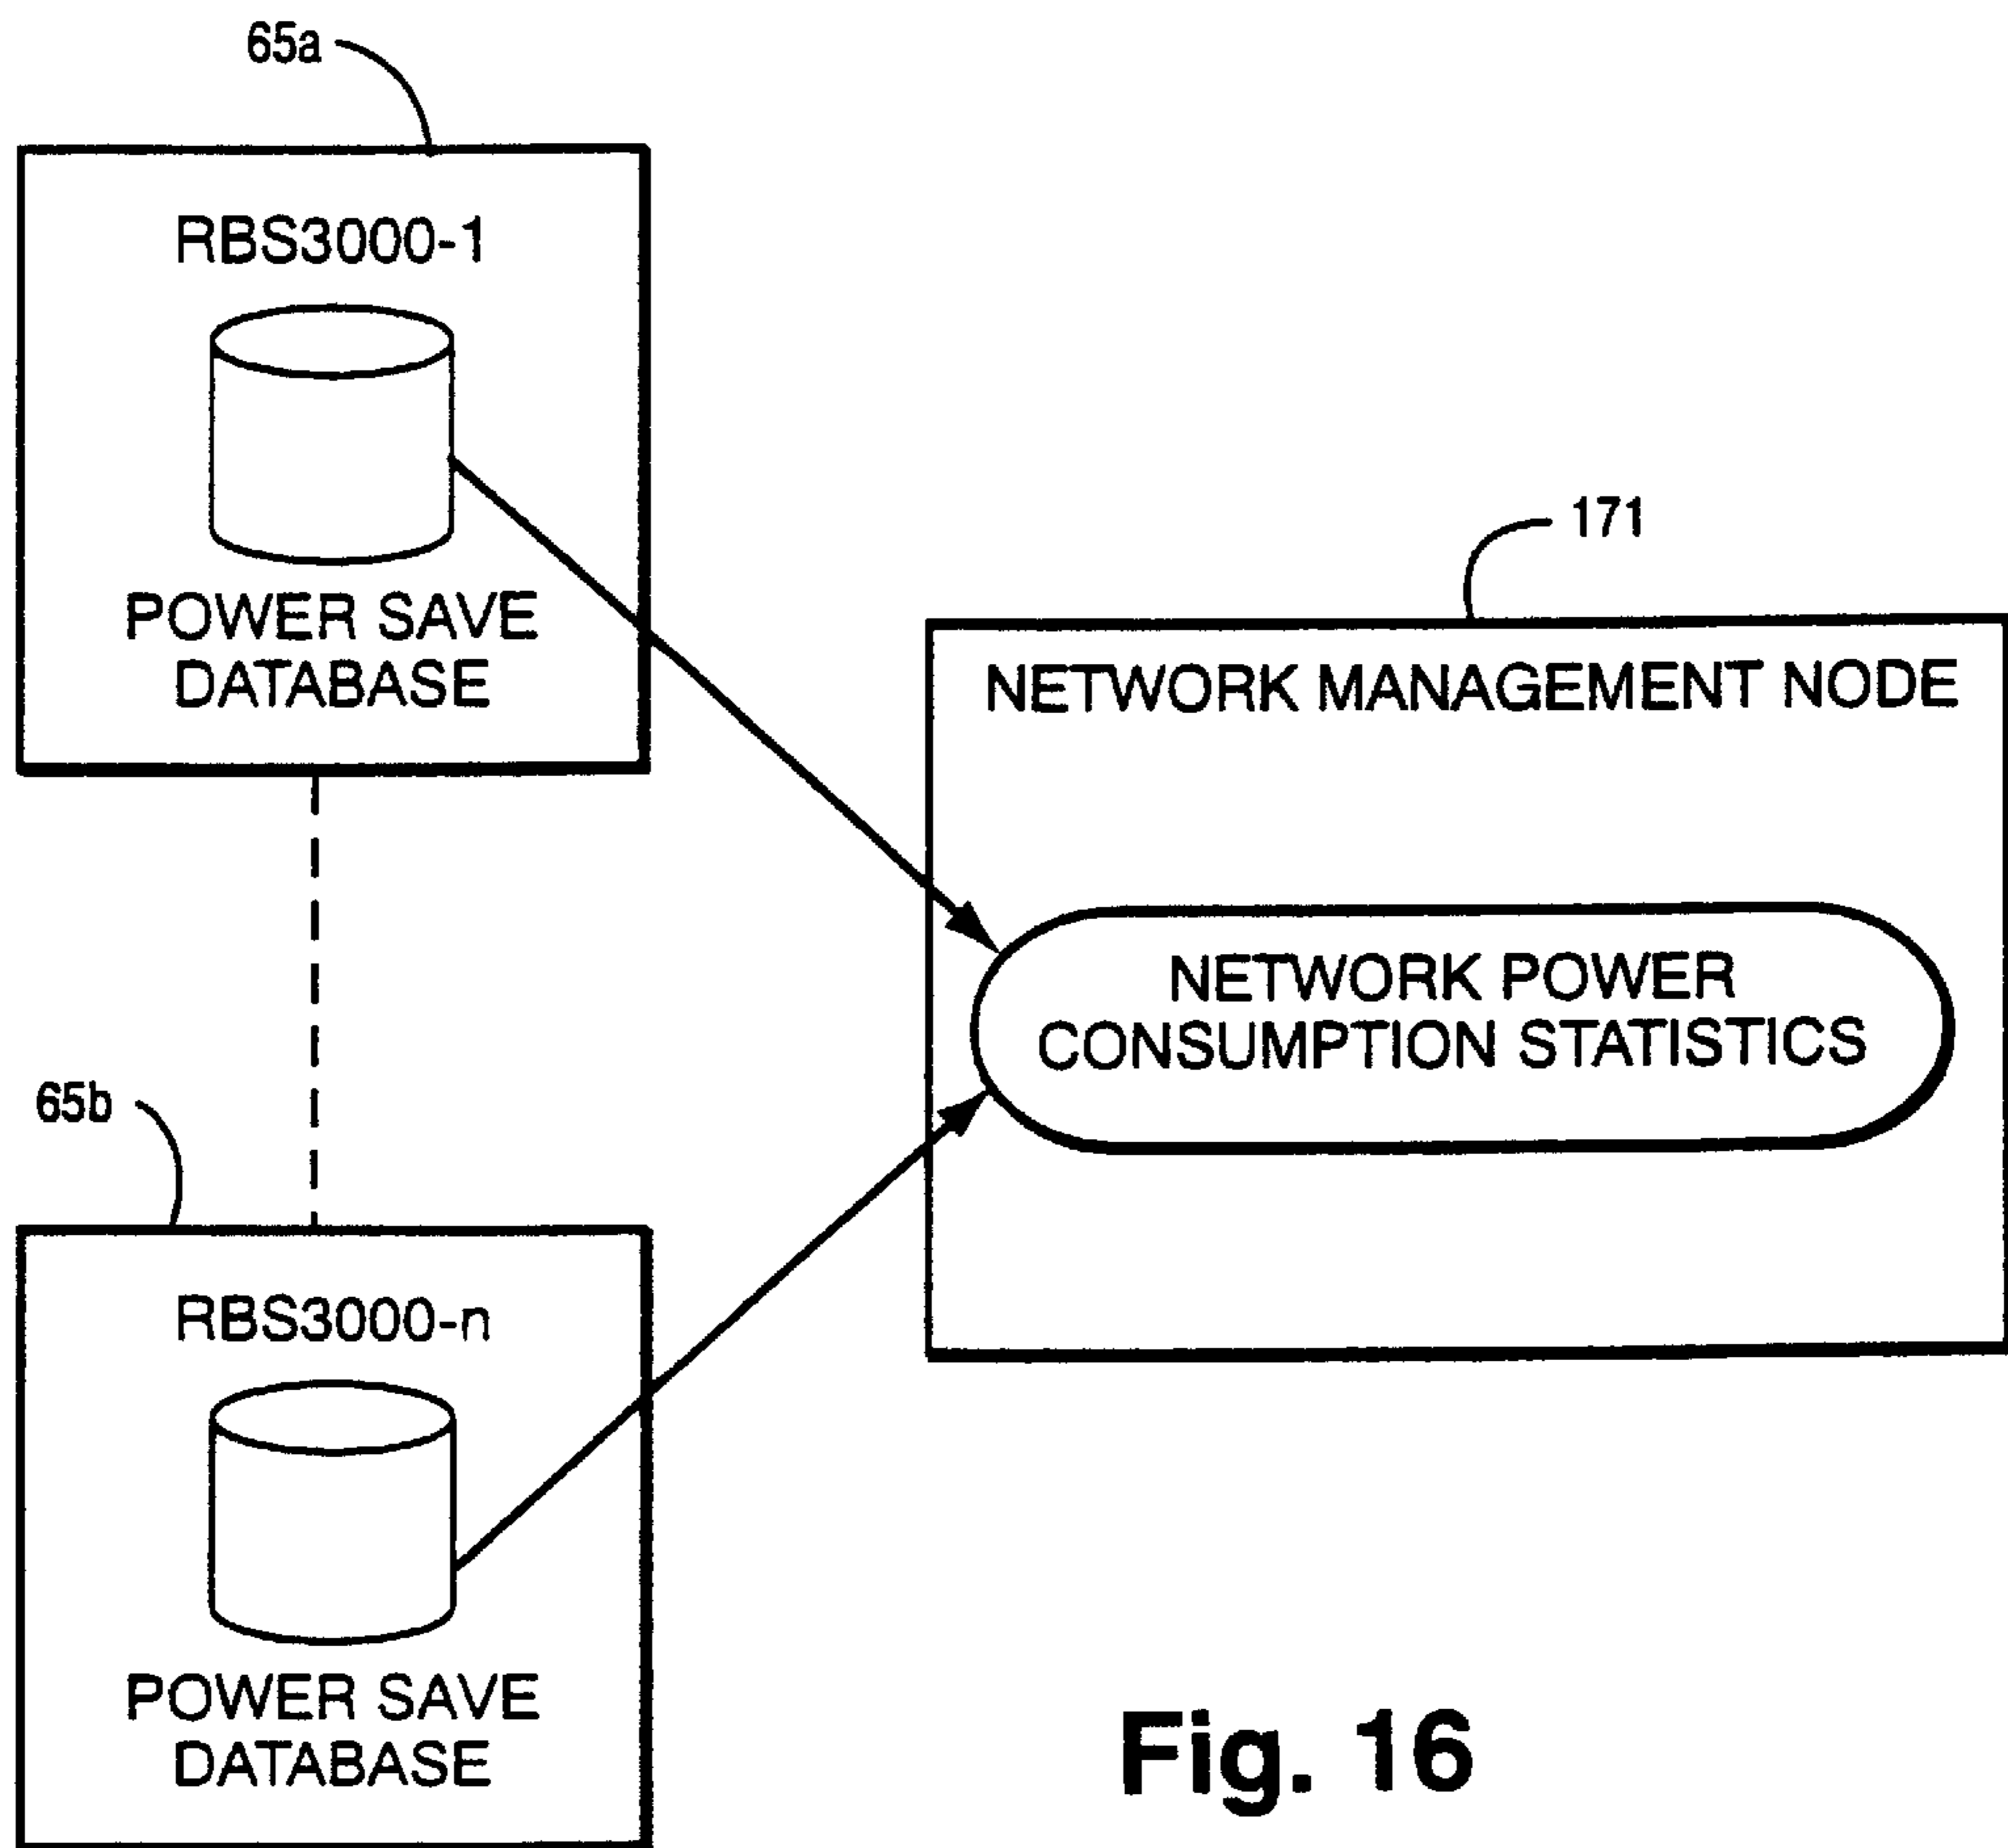 65a
RBS3000-1
POWER SAVE
DATABASE
171
NETWORK MANAGEMENT NODE
NETWORK POWER
CONSUMPTION STATISTICS
65b
RBS3000-n
POWER SAVE
DATABASE
Fig. 16